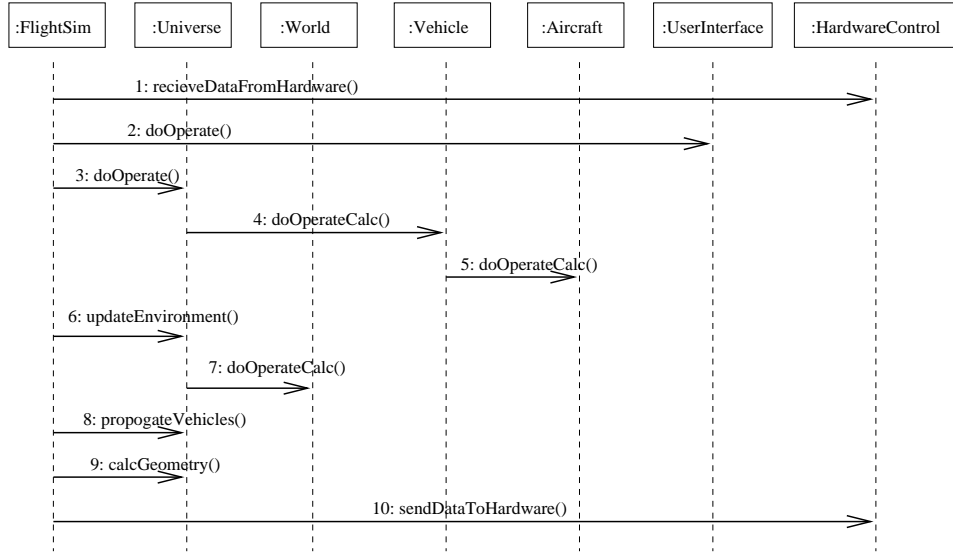 :FlightSim
:Universe
:World
:Vehicle
:Aircraft
:UserInterface
:HardwareControl
1: recieveDataFromHardware()
2: doOperate()
3: doOperate()
4: doOperateCalc()
5: doOperateCalc()
6: updateEnvironment()
7: doOperateCalc()
8: propogateVehicles()
9: calcGeometry()
10: sendDataToHardware()